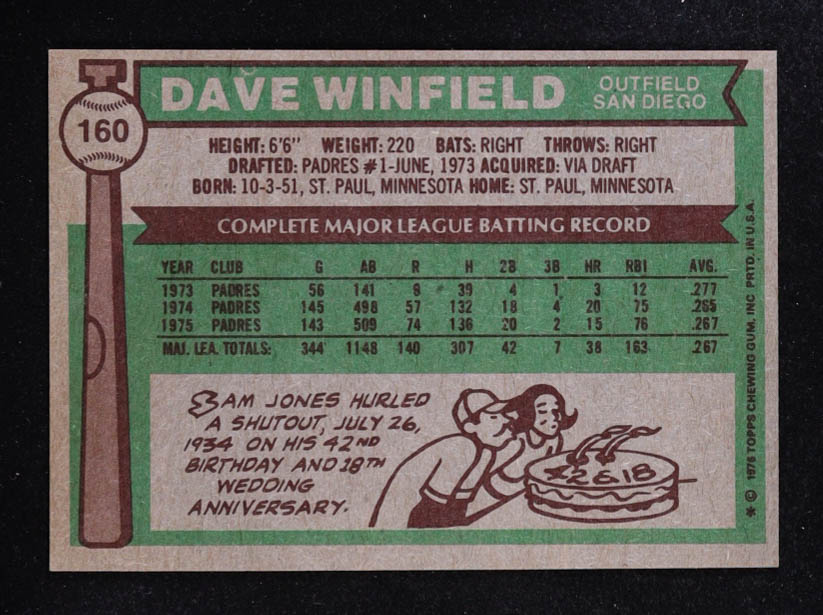 160
DAVE WINFIELD
OUTFIELD
SAN DIEGO
HEIGHT: 6'6" WEIGHT: 220 BATS: RIGHT THROWS: RIGHT
DRAFTED: PADRES #1-JUNE, 1973 ACQUIRED: VIA DRAFT
BORN: 10-3-51, ST. PAUL, MINNESOTA HOME: ST. PAUL, MINNESOTA
COMPLETE MAJOR LEAGUE BATTING RECORD
YEAR CLUB G AB R H 2B 3B HR RBI AVG.
1973 PADRES 56 141 9 39 4 1 3 12 .277
1974 PADRES 145 498 57 132 18 4 20 75 .265
1975 PADRES 143 509 74 136 20 2 15 76 .267
MAJ. LEA. TOTALS: 344 1148 140 307 42 7 38 163 .267
SAM JONES HURLED
A SHUTOUT, JULY 26,
1934 ON HIS 42ND
BIRTHDAY AND 18TH
WEDDING
ANNIVERSARY.
42 & 18
* © 1976 TOPPS CHEWING GUM, INC PRTD. IN U.S.A.